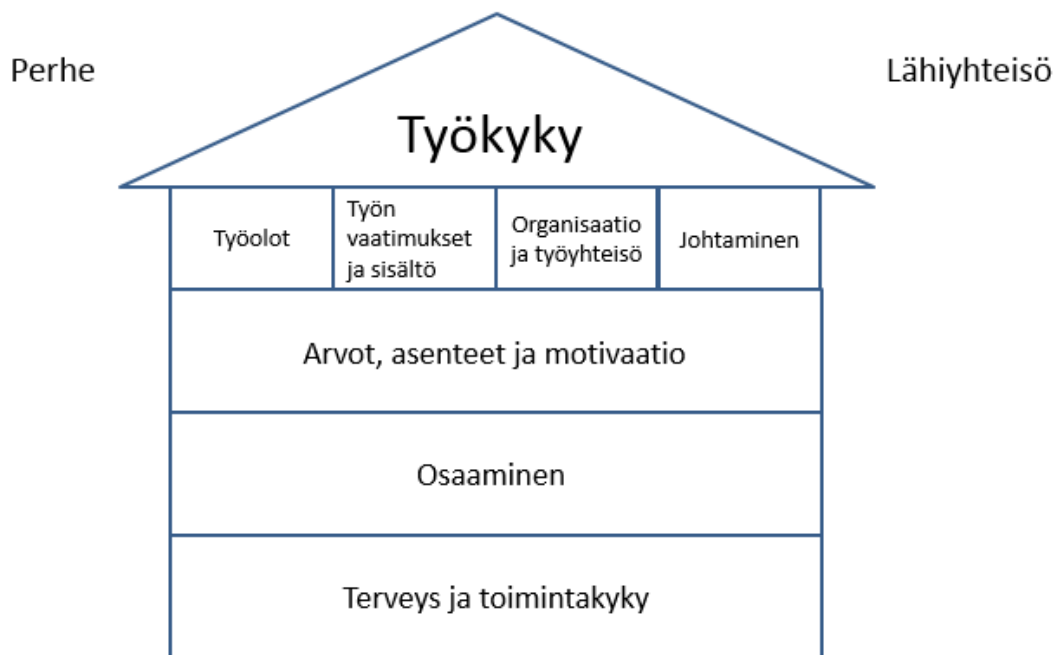 Perhe
Lähiyhteisö
Työkyky
Työolot
Työn
vaatimukset
ja sisältö
Organisaatio
ja työyhteisö
Johtaminen
Arvot, asenteet ja motivaatio
Osaaminen
Terveys ja toimintakyky